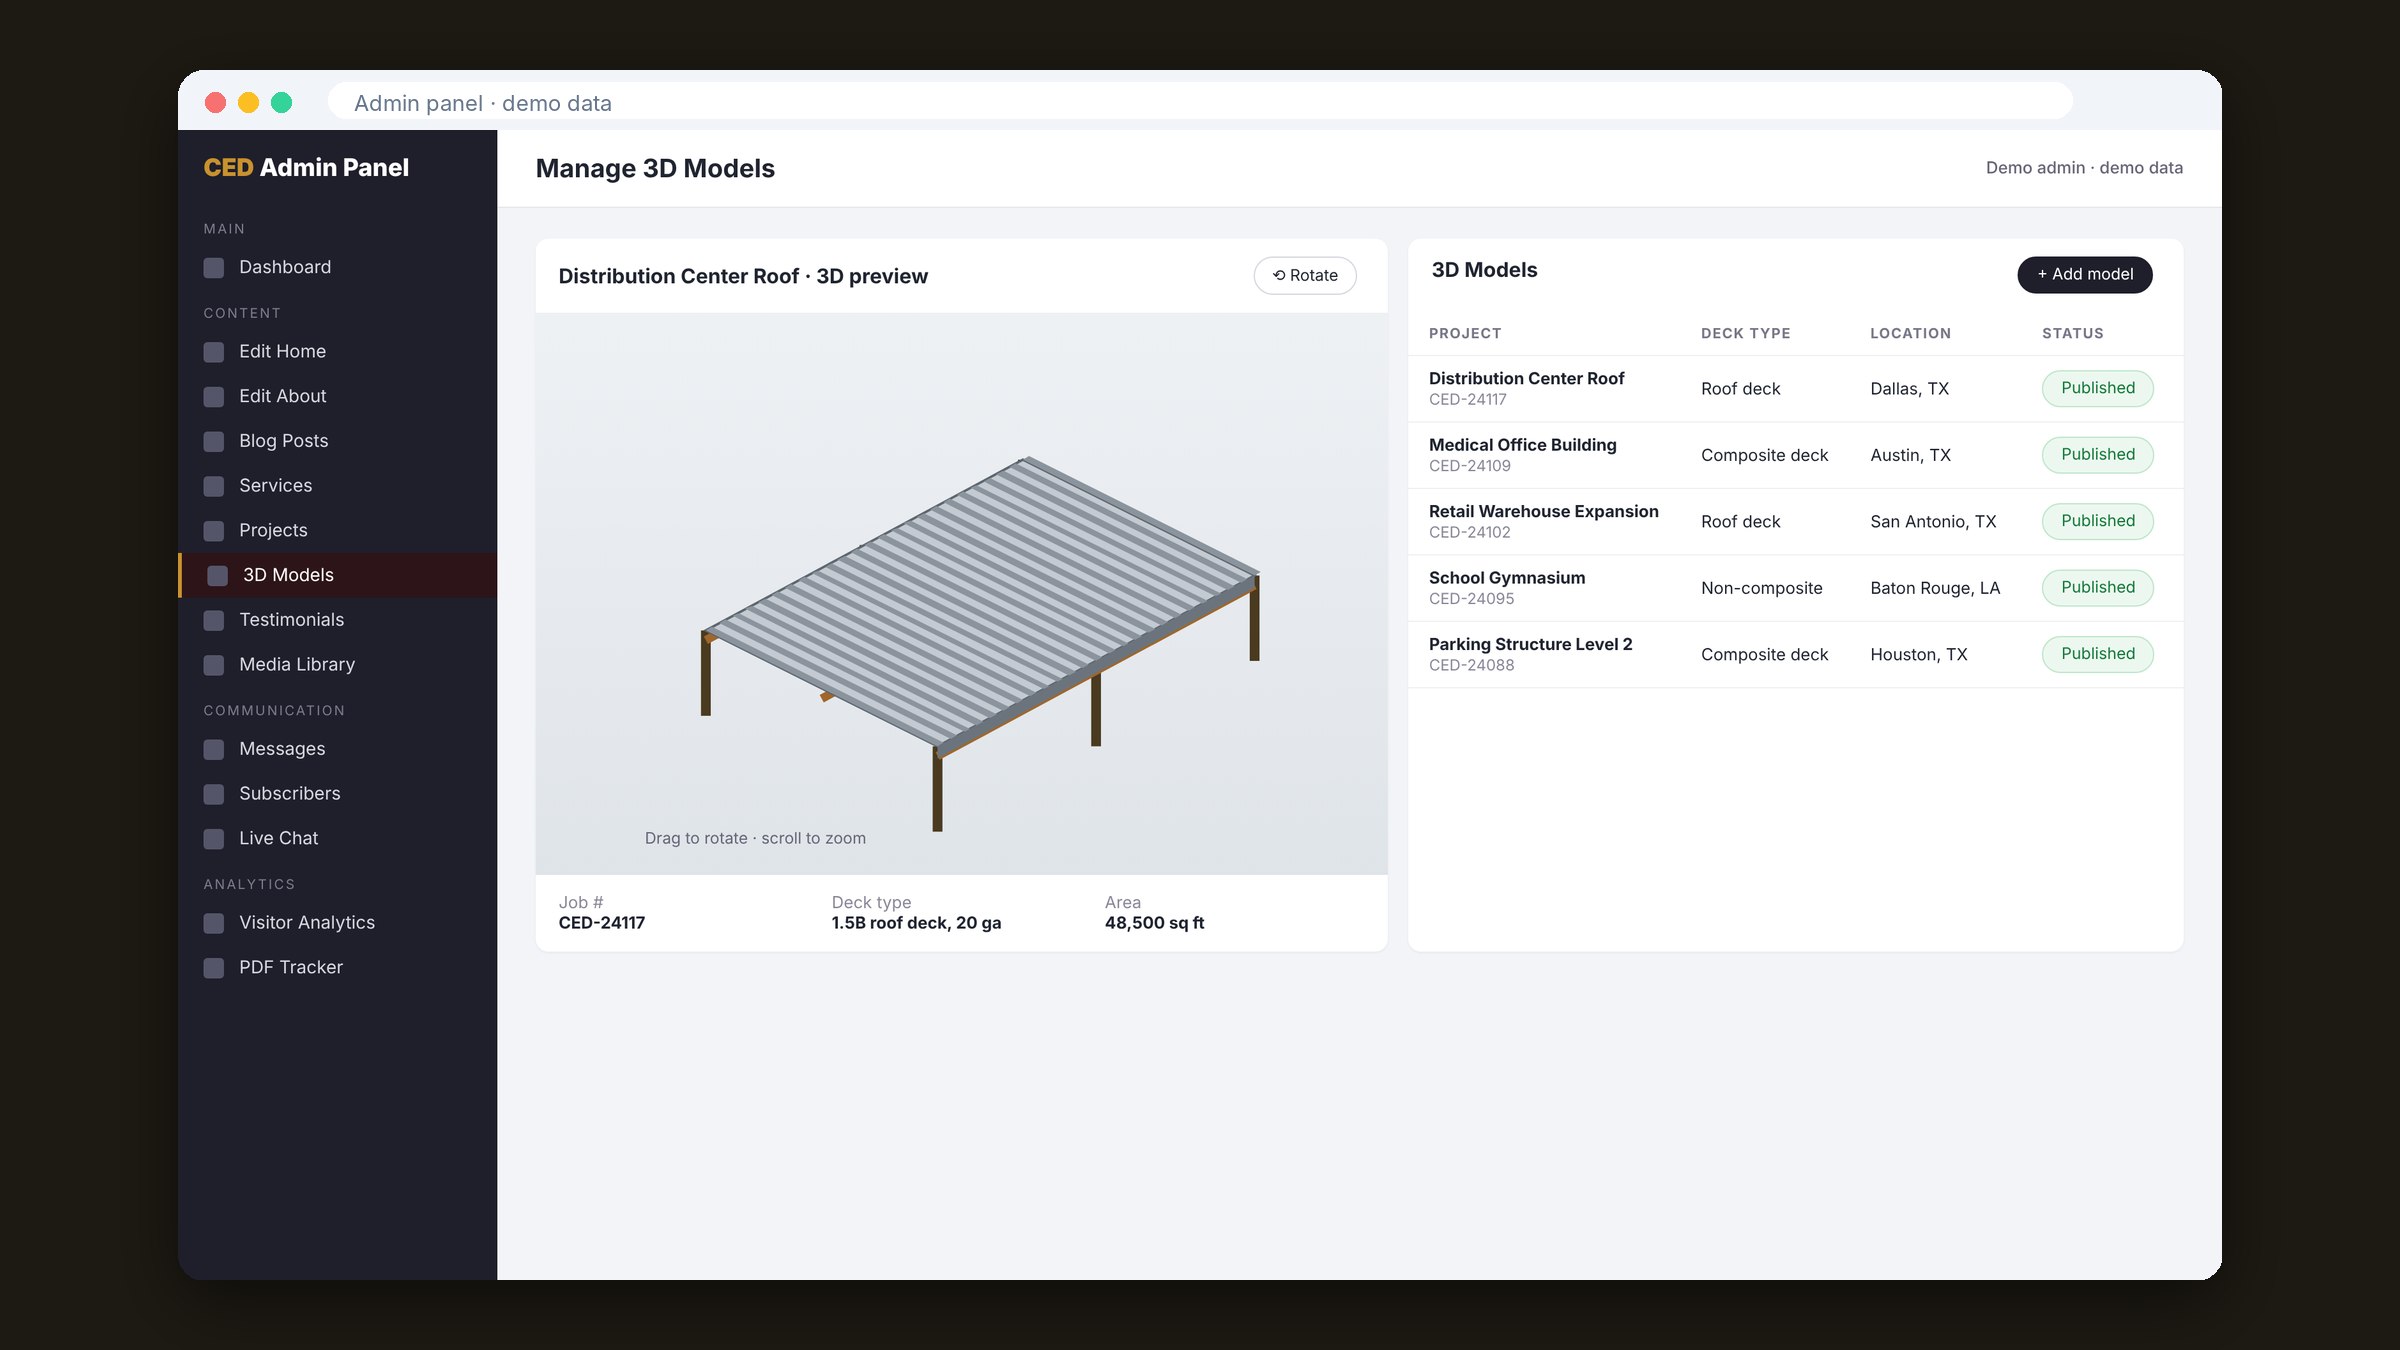 Admin panel · demo data
CED Admin Panel
MAIN
Dashboard
CONTENT
Edit Home
Edit About
Blog Posts
Services
Projects
3D Models
Testimonials
Media Library
COMMUNICATION
Messages
Subscribers
Live Chat
ANALYTICS
Visitor Analytics
PDF Tracker
Manage 3D Models
Demo admin · demo data
Distribution Center Roof · 3D preview
⟲ Rotate
Drag to rotate · scroll to zoom
Job # Deck type Area
CED-24117 1.5B roof deck, 20 ga 48,500 sq ft
3D Models
+ Add model
PROJECT DECK TYPE LOCATION STATUS
Distribution Center Roof
CED-24117
Roof deck Dallas, TX Published
Medical Office Building
CED-24109
Composite deck Austin, TX Published
Retail Warehouse Expansion
CED-24102
Roof deck San Antonio, TX Published
School Gymnasium
CED-24095
Non-composite Baton Rouge, LA Published
Parking Structure Level 2
CED-24088
Composite deck Houston, TX Published